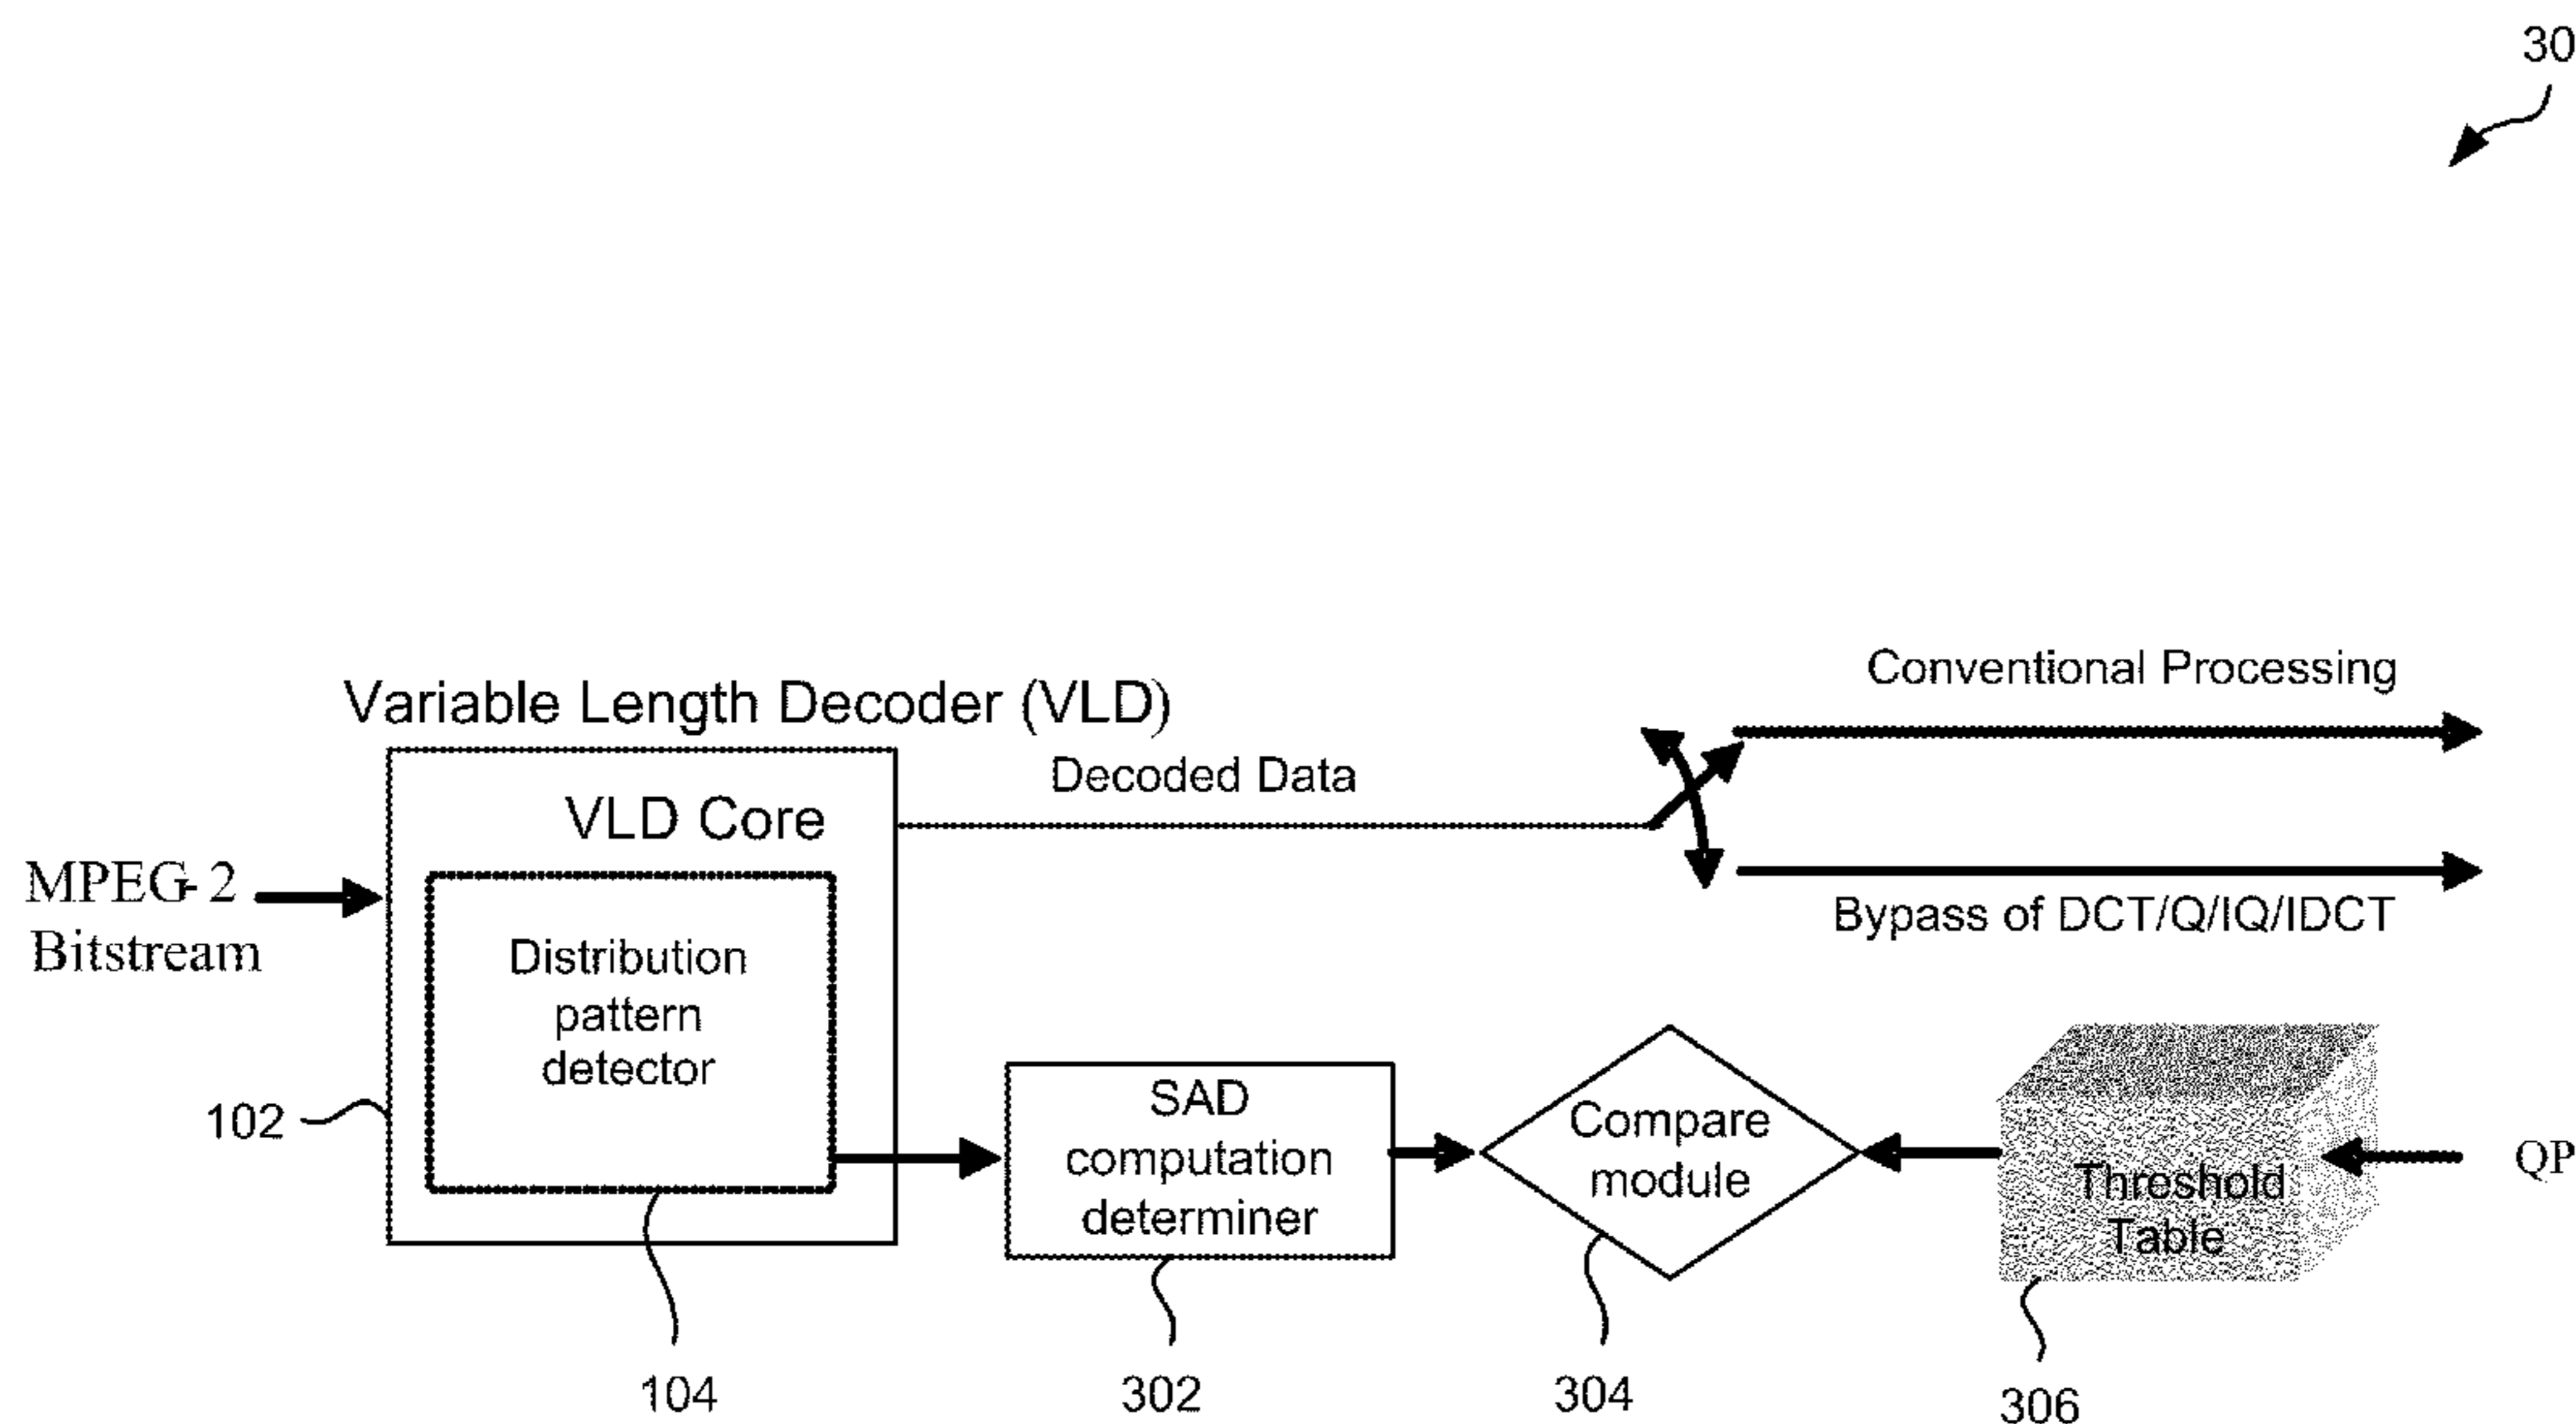 30
Conventional Processing
Variable Length Decoder (VLD)
Decoded Data
VLD Core
MPEG-2
Bitstream
Bypass of DCT/Q/IQ/IDCT
Distribution
pattern
detector
102
SAD
computation
determiner
Compare
module
Threshold
Table
QP
104
302
304
306